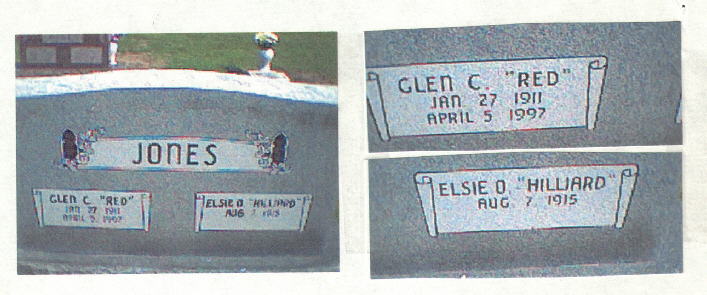 JONES
GLEN C. "RED"
JAN 27 1911
APRIL 5 1997
ELSIE O. "HILLIARD"
AUG 7 1915
GLEN C. "RED"
JAN 27 1911
APRIL 5 1997
ELSIE O. "HILLIARD"
AUG. 7 1915